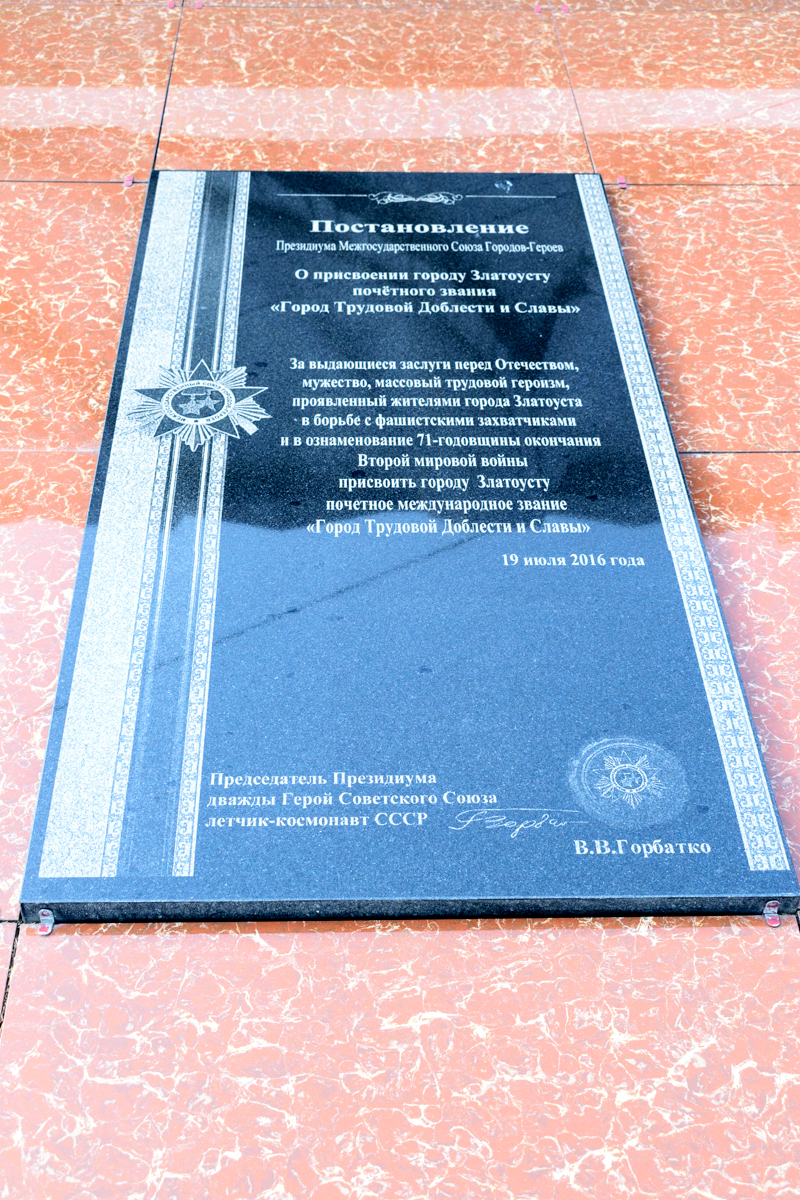 Постановление
Президиума Межгосударственного Союза Городов-Героев
О присвоении городу Златоусту
почётного звания
«Город Трудовой Доблести и Славы»
За выдающиеся заслуги перед Отечеством,
мужество, массовый трудовой героизм,
проявленный жителями города Златоуста
в борьбе с фашистскими захватчиками
и в ознаменование 71-годовщины окончания
Второй мировой войны
присвоить городу Златоусту
почетное международное звание
«Город Трудовой Доблести и Славы»
19 июля 2016 года
Председатель Президиума
дважды Герой Советского Союза
летчик-космонавт СССР
В.В.Горбатко